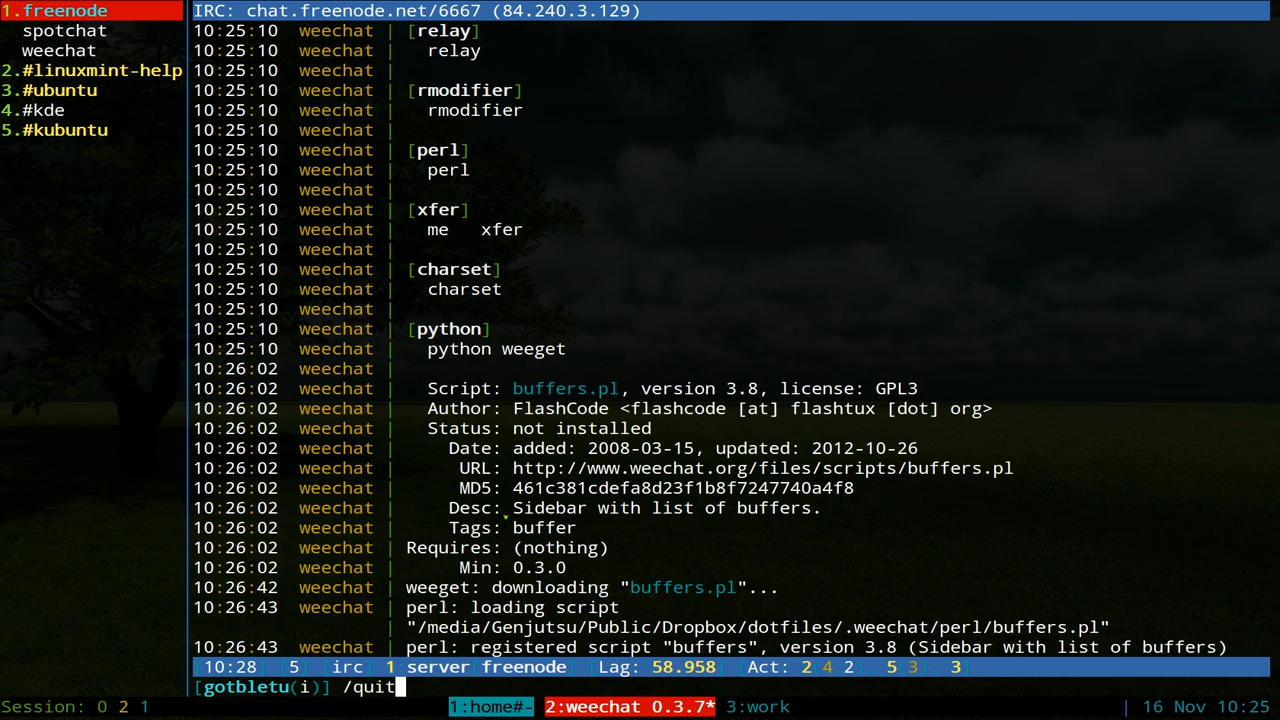 1.freenode
spotchat
weechat
2.#linuxmint-help
3.#ubuntu
4.#kde
5.#kubuntu
IRC: chat.freenode.net/6667 (84.240.3.129)
10:25:10 weechat | [relay]
10:25:10 weechat | relay
10:25:10 weechat |
10:25:10 weechat | [rmodifier]
10:25:10 weechat | rmodifier
10:25:10 weechat |
10:25:10 weechat | [perl]
10:25:10 weechat | perl
10:25:10 weechat |
10:25:10 weechat | [xfer]
10:25:10 weechat | me xfer
10:25:10 weechat |
10:25:10 weechat | [charset]
10:25:10 weechat | charset
10:25:10 weechat |
10:25:10 weechat | [python]
10:25:10 weechat | python weeget
10:26:02 weechat |
10:26:02 weechat | Script: buffers.pl, version 3.8, license: GPL3
10:26:02 weechat | Author: FlashCode <flashcode [at] flashtux [dot] org>
10:26:02 weechat | Status: not installed
10:26:02 weechat | Date: added: 2008-03-15, updated: 2012-10-26
10:26:02 weechat | URL: http://www.weechat.org/files/scripts/buffers.pl
10:26:02 weechat | MD5: 461c381cdefa8d23f1b8f7247740a4f8
10:26:02 weechat | Desc: Sidebar with list of buffers.
10:26:02 weechat | Tags: buffer
10:26:02 weechat | Requires: (nothing)
10:26:02 weechat | Min: 0.3.0
10:26:42 weechat | weeget: downloading "buffers.pl"...
10:26:43 weechat | perl: loading script
| "/media/Genjutsu/Public/Dropbox/dotfiles/.weechat/perl/buffers.pl"
10:26:43 weechat | perl: registered script "buffers", version 3.8 (Sidebar with list of buffers)
[10:28] [5] [irc] 1:server[freenode] [Lag: 58.958] [Act: 2:4,2, 5:3, 3]
[gotbletu(i)] /quit
Session: 0 2 1 1:home#- 2:weechat 0.3.7* 3:work | 16 Nov 10:25